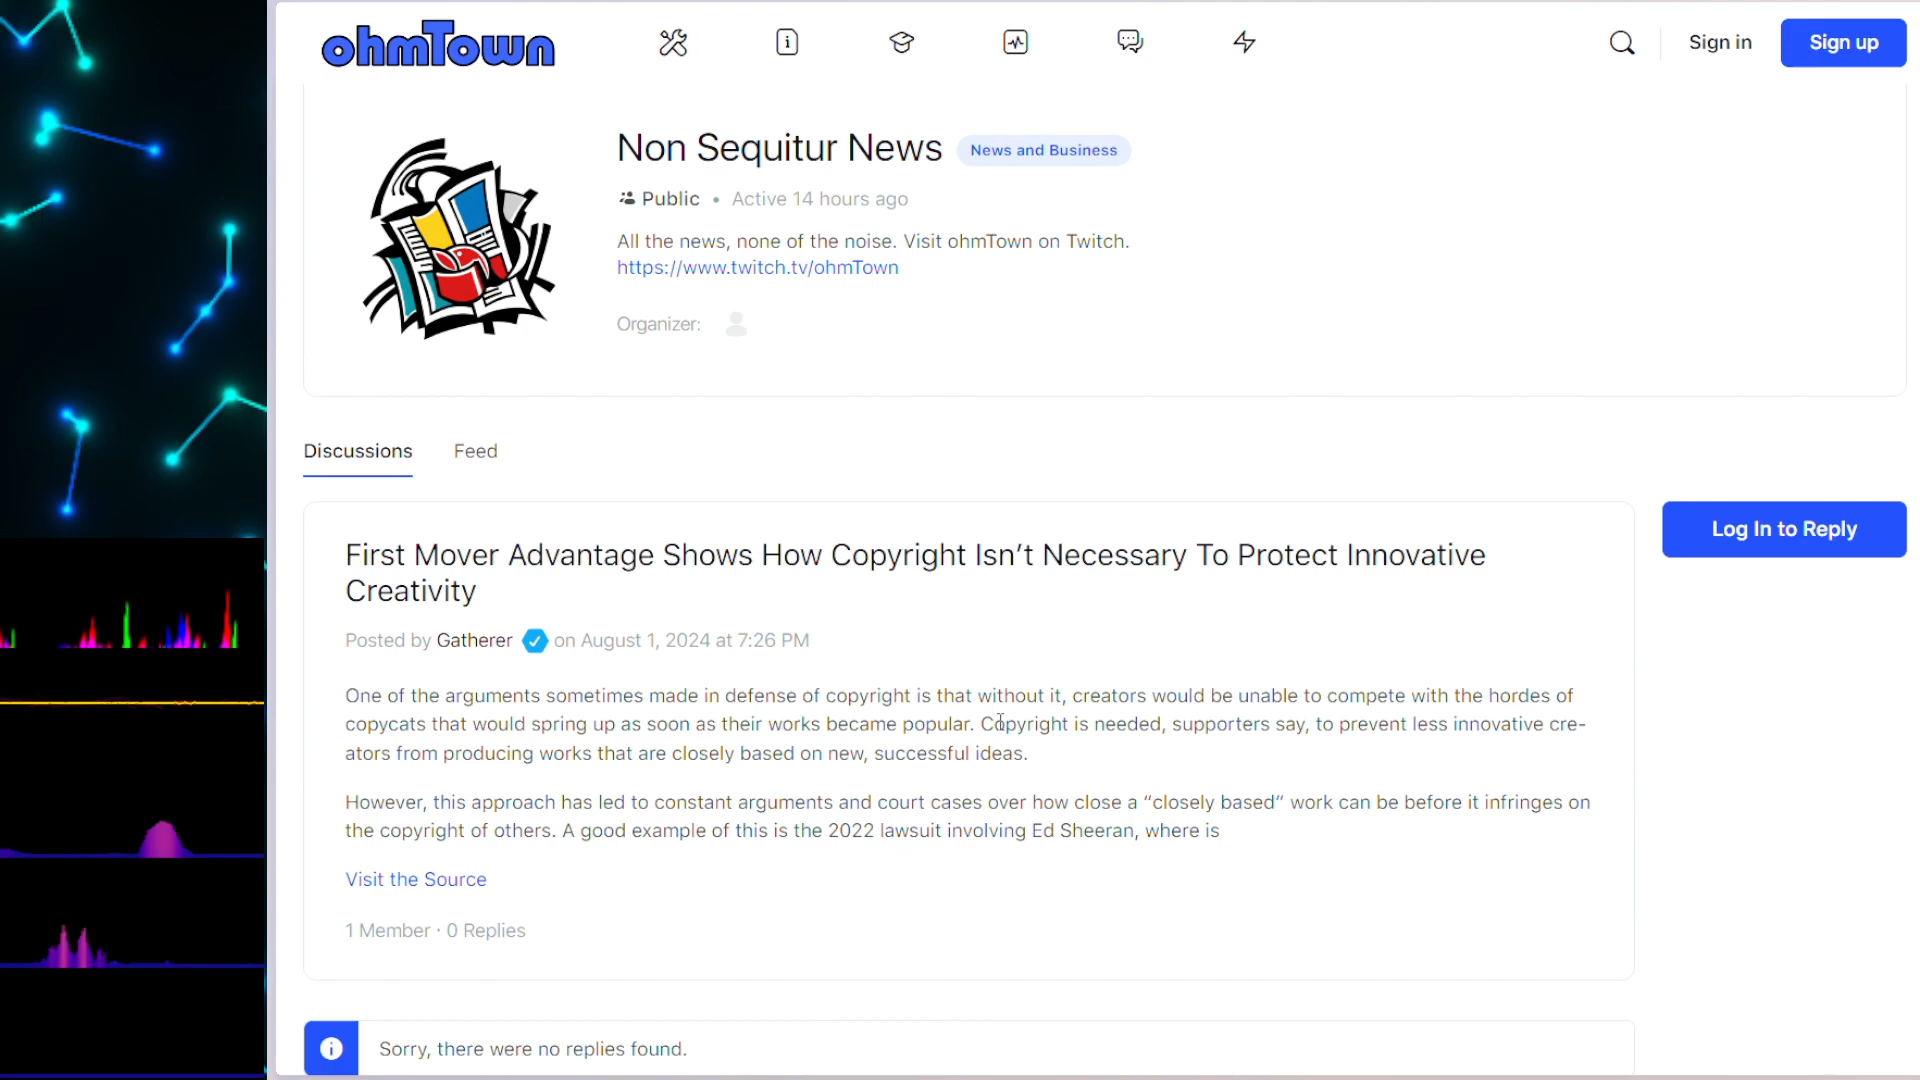 ohmTown
Sign in
Sign up
Non Sequitur News
News and Business
Public • Active 14 hours ago
All the news, none of the noise. Visit ohmTown on Twitch.
https://www.twitch.tv/ohmTown
Organizer:
Discussions
Feed
First Mover Advantage Shows How Copyright Isn’t Necessary To Protect Innovative
Creativity
Log In to Reply
Posted by Gatherer on August 1, 2024 at 7:26 PM
One of the arguments sometimes made in defense of copyright is that without it, creators would be unable to compete with the hordes of
copycats that would spring up as soon as their works became popular. Copyright is needed, supporters say, to prevent less innovative cre-
ators from producing works that are closely based on new, successful ideas.
However, this approach has led to constant arguments and court cases over how close a “closely based” work can be before it infringes on
the copyright of others. A good example of this is the 2022 lawsuit involving Ed Sheeran, where is
Visit the Source
1 Member · 0 Replies
Sorry, there were no replies found.